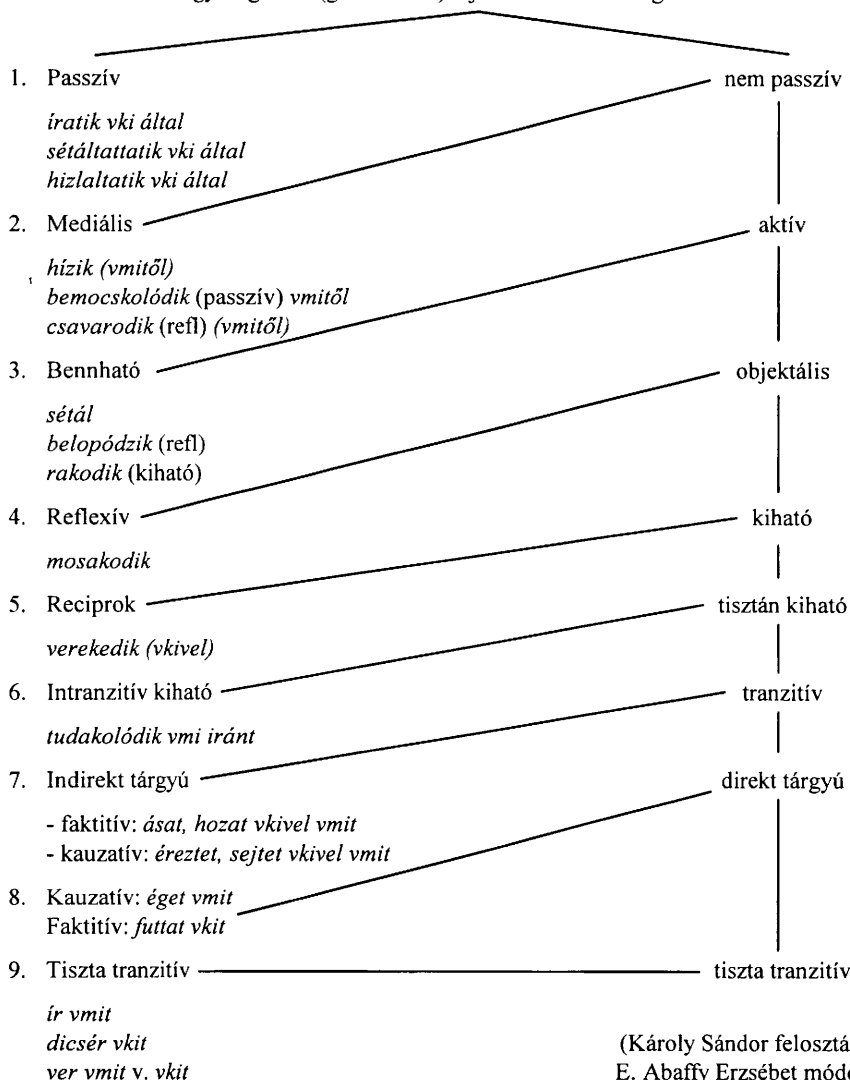 1. Passzív
nem passzív
íratik vki által
sétáltattatik vki által
hizlaltatik vki által
2. Mediális
aktív
hízik (vmitől)
bemocskolódik (passzív) vmitől
csavarodik (refl) (vmitől)
3. Bennható
objektális
sétál
belopódzik (refl)
rakodik (kiható)
4. Reflexív
kiható
mosakodik
5. Reciprok
tisztán kiható
verekedik (vkivel)
6. Intranzitív kiható
tranzitív
tudakolódik vmi iránt
7. Indirekt tárgyú
direkt tárgyú
- faktitív: ásat, hozat vkivel vmit
- kauzatív: éreztet, sejtet vkivel vmit
8. Kauzatív: éget vmit
Faktitív: futtat vkit
9. Tiszta tranzitív
tiszta tranzitív
ír vmit
dicsér vkit
(Károly Sándor
ver vmit v. vkit
E. Abaffy Erzsébet